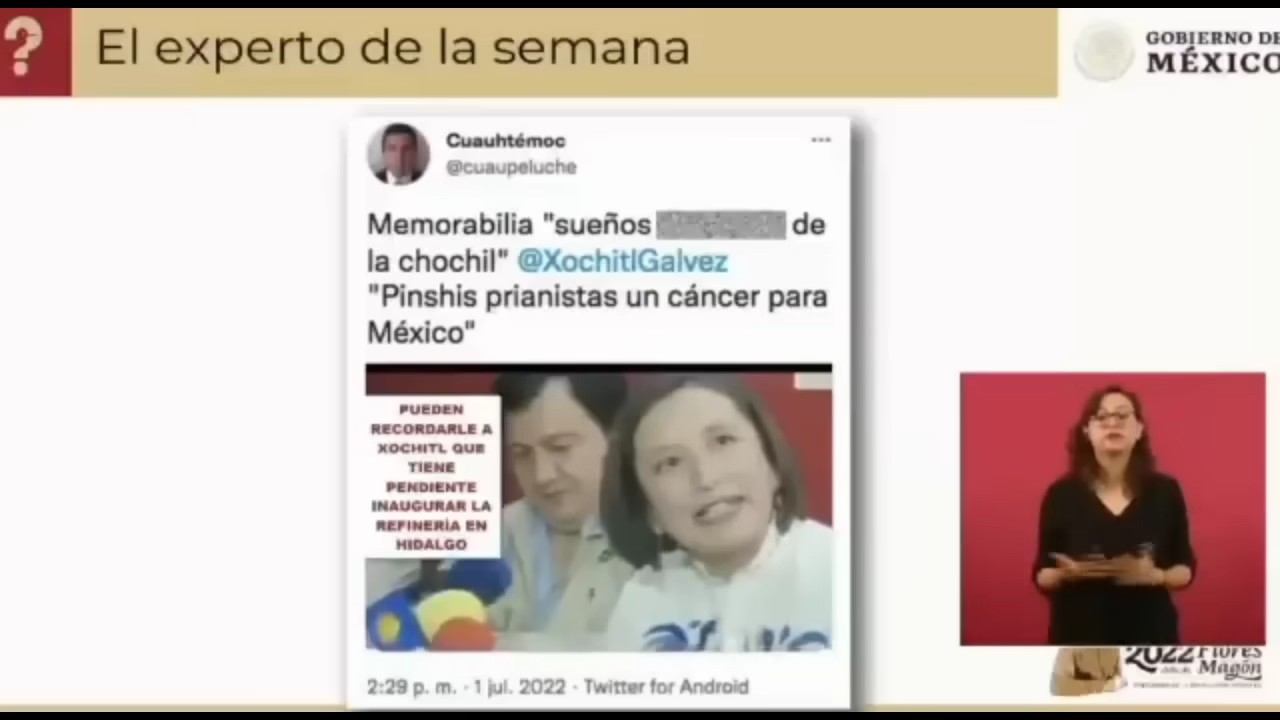 ?
El experto de la semana
GOBIERNO DE
MÉXICO
Cuauhtémoc
@cuaupeluche
Memorabilia "sueños de
la chochil" @XochitlGalvez
"Pinshis prianistas un cáncer para
México"
PUEDEN
RECORDARLE A
XOCHITL QUE
TIENE
PENDIENTE
INAUGURAR LA
REFINERÍA EN
HIDALGO
2:29 p. m. · 1 jul. 2022 · Twitter for Android
2022 Flores
Magón